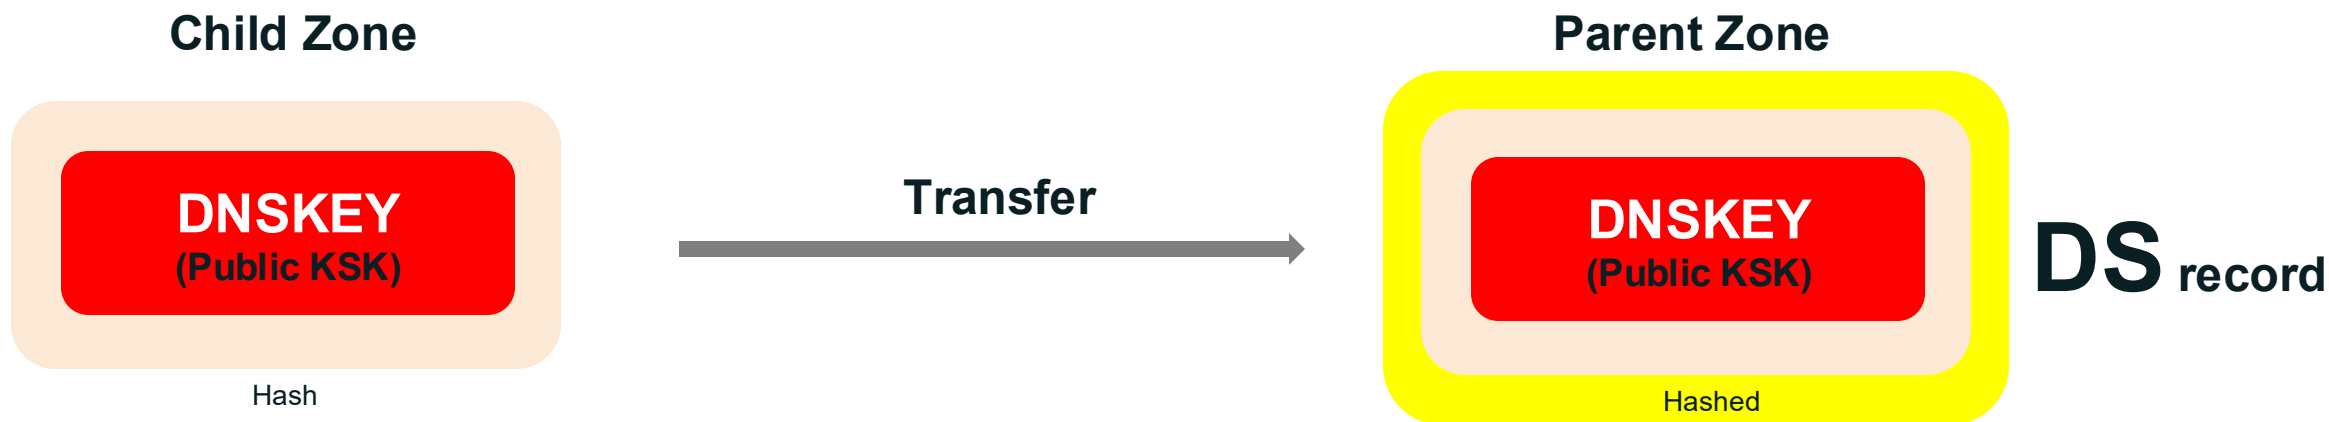 Child Zone
DNSKEY
(Public KSK)
Hash
Transfer
Parent Zone
DNSKEY
(Public KSK)
Hashed
DS record